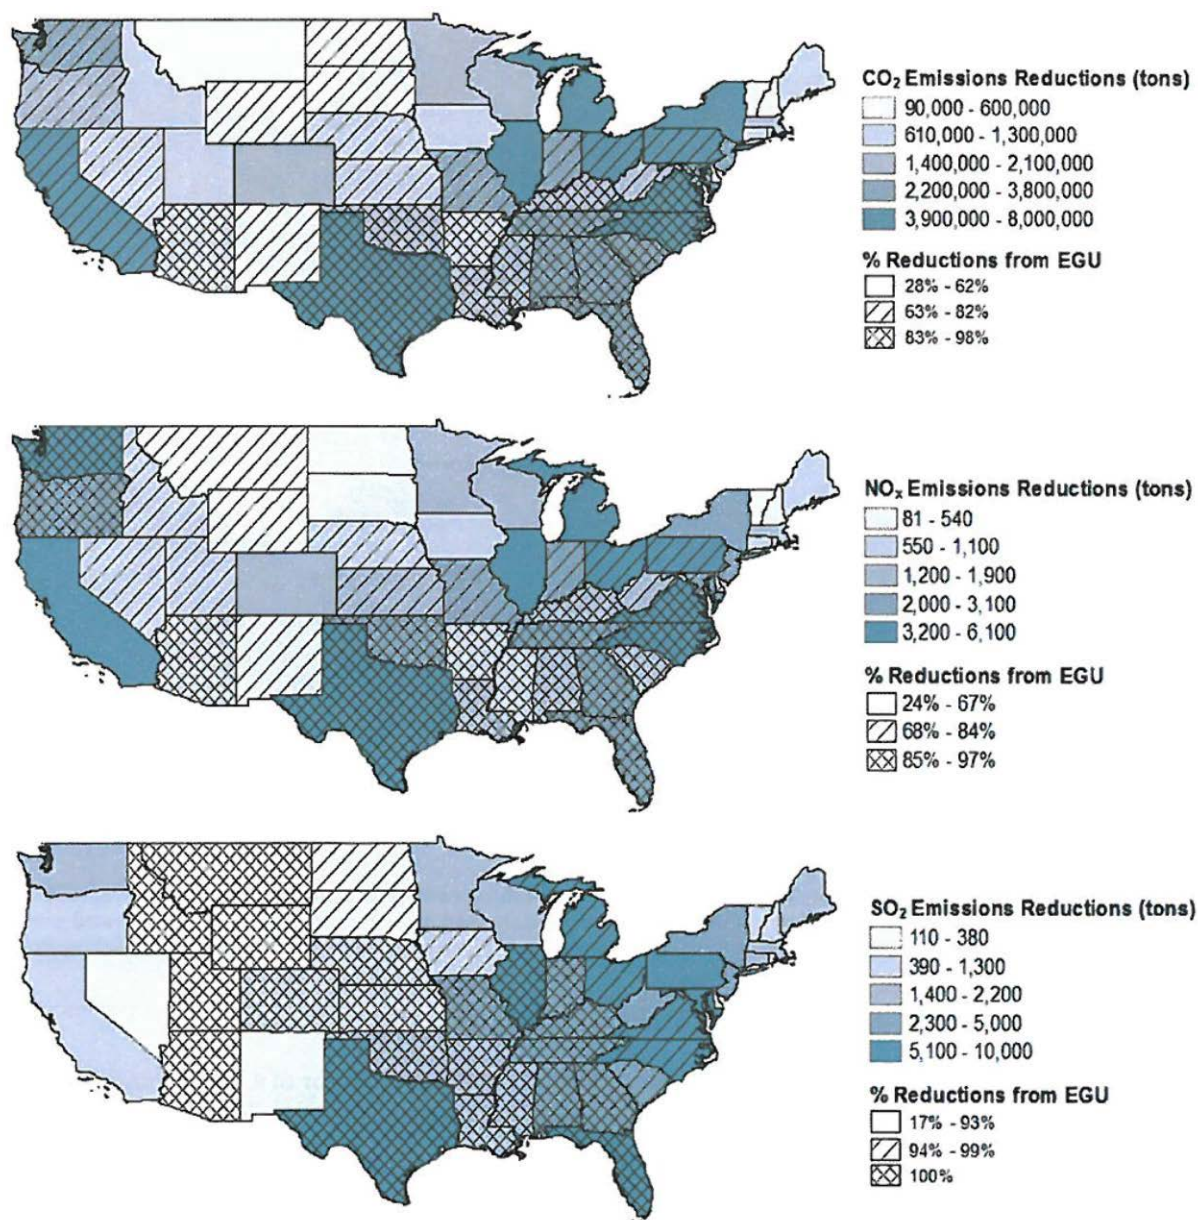 CO₂ Emissions Reductions (tons)
90,000 - 600,000
610,000 - 1,300,000
1,400,000 - 2,100,000
2,200,000 - 3,800,000
3,900,000 - 8,000,000
% Reductions from EGU
28% - 62%
63% - 82%
83% - 98%
NOₓ Emissions Reductions (tons)
81 - 540
550 - 1,100
1,200 - 1,900
2,000 - 3,100
3,200 - 6,100
% Reductions from EGU
24% - 67%
68% - 84%
85% - 97%
SO₂ Emissions Reductions (tons)
110 - 380
390 - 1,300
1,400 - 2,200
2,300 - 5,000
5,100 - 10,000
% Reductions from EGU
17% - 93%
94% - 99%
100%